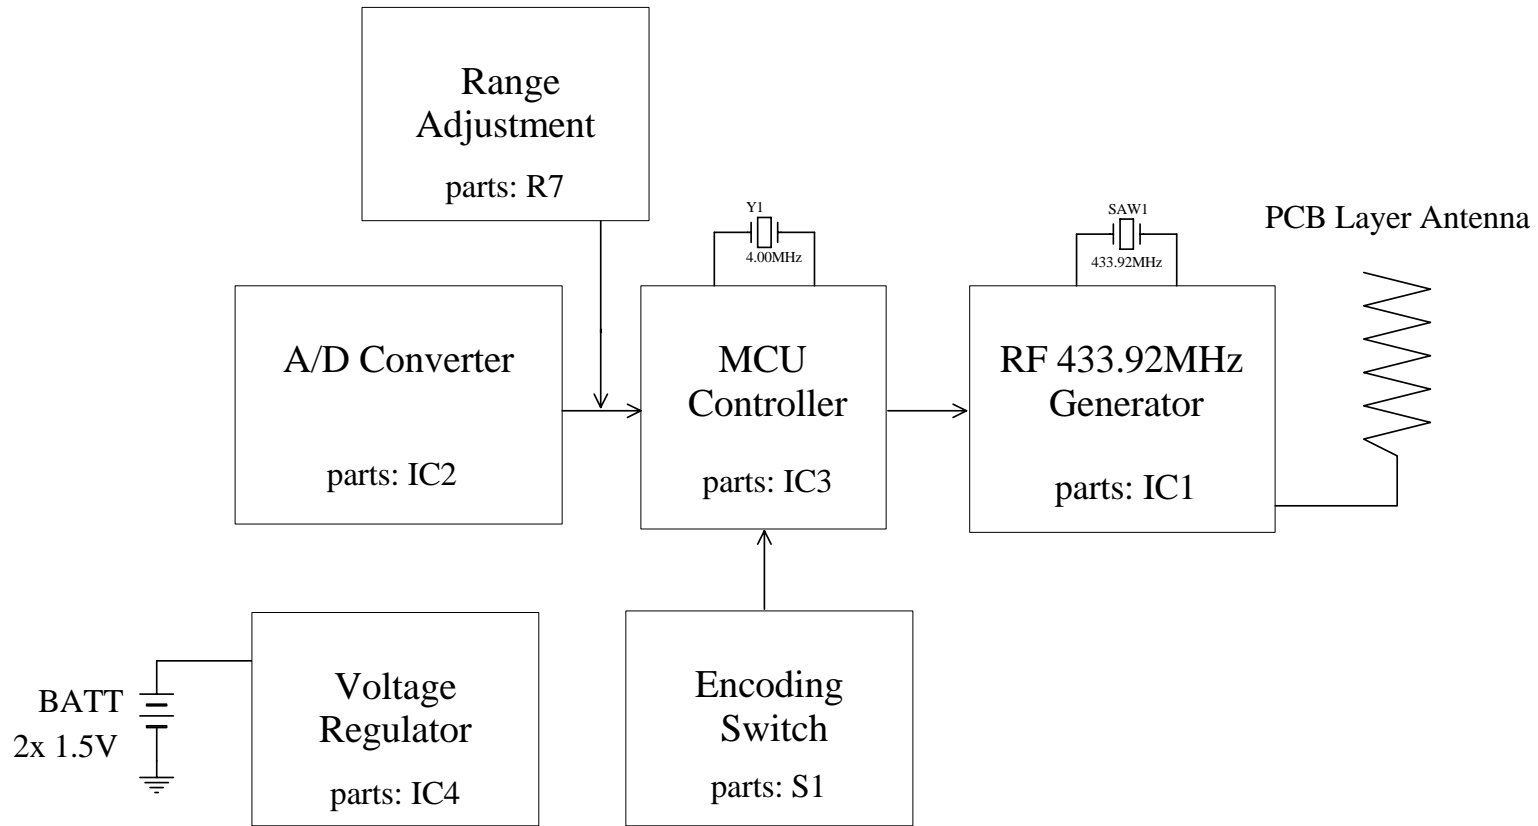 Range
Adjustment
parts: R7
Y1
4.00MHz
SAW1
433.92MHz
PCB Layer Antenna
A/D Converter
parts: IC2
MCU
Controller
parts: IC3
RF 433.92MHz
Generator
parts: IC1
BATT
2x 1.5V
Voltage
Regulator
parts: IC4
Encoding
Switch
parts: S1